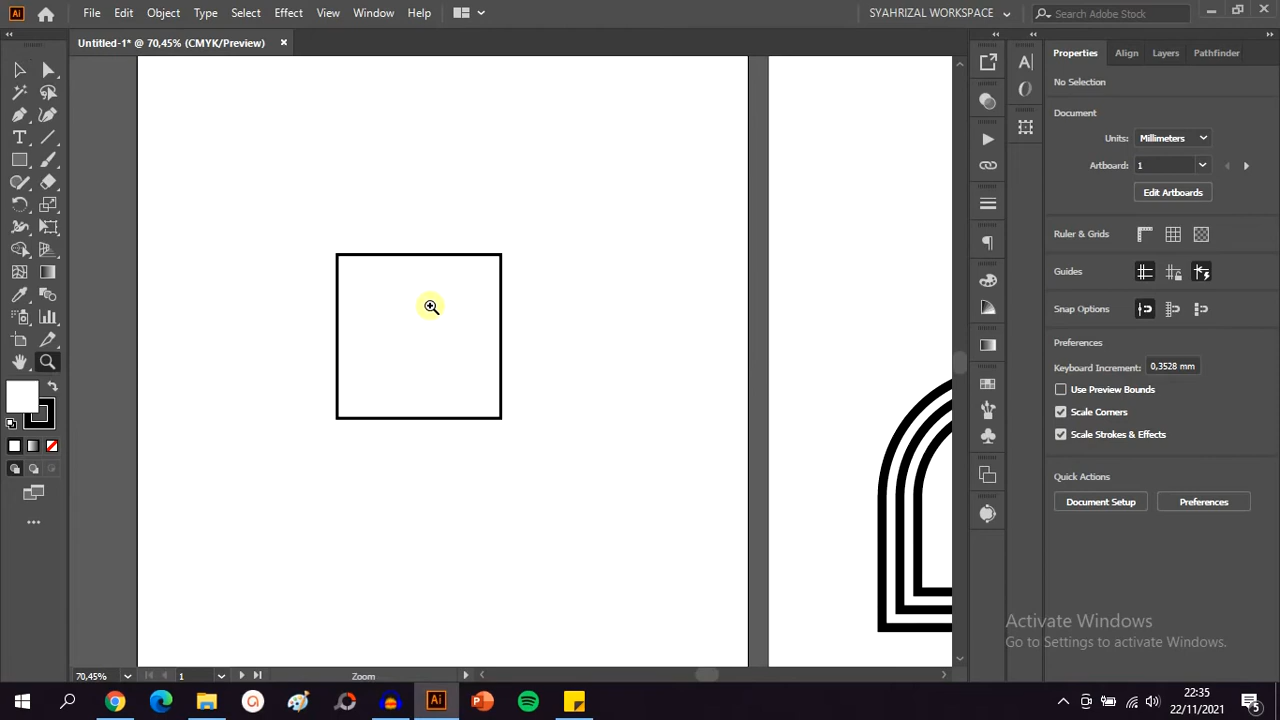 Ai File Edit Object Type Select Effect View Window Help SYAHRIZAL WORKSPACE Search Adobe Stock
Untitled-1* @ 70,45% (CMYK/Preview)
Properties Align Layers Pathfinder
No Selection
Document
Units: Millimeters
Artboard: 1
Edit Artboards
Ruler & Grids
Guides
Snap Options
Preferences
Keyboard Increment: 0,3528 mm
Use Preview Bounds
Scale Corners
Scale Strokes & Effects
Quick Actions
Document Setup Preferences
Activate Windows
Go to Settings to activate Windows.
70,45% 1 Zoom
Ai 22:35
22/11/2021 5